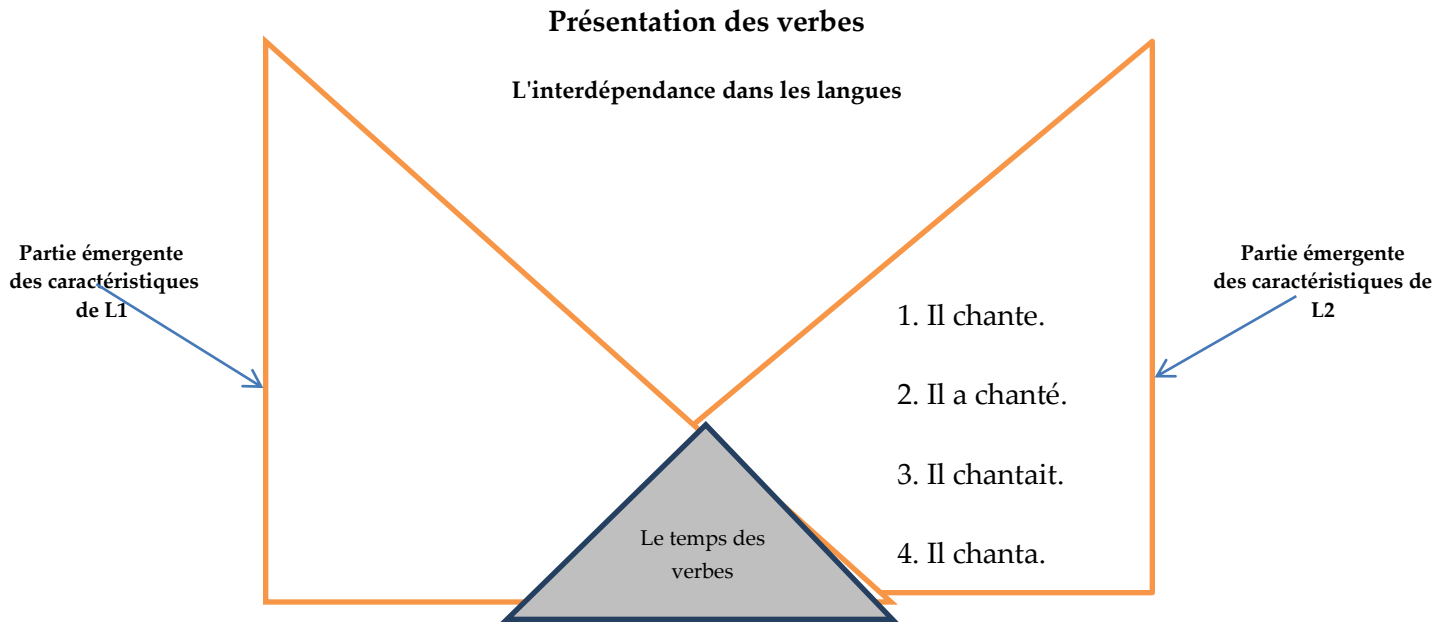 Présentation des verbes
L'interdépendance dans les langues
Partie émergente
des caractéristiques
de L1
Partie émergente
des caractéristiques de
L2
1. Il chante.
2. Il a chanté.
3. Il chantait.
4. Il chanta.
Le temps des
verbes